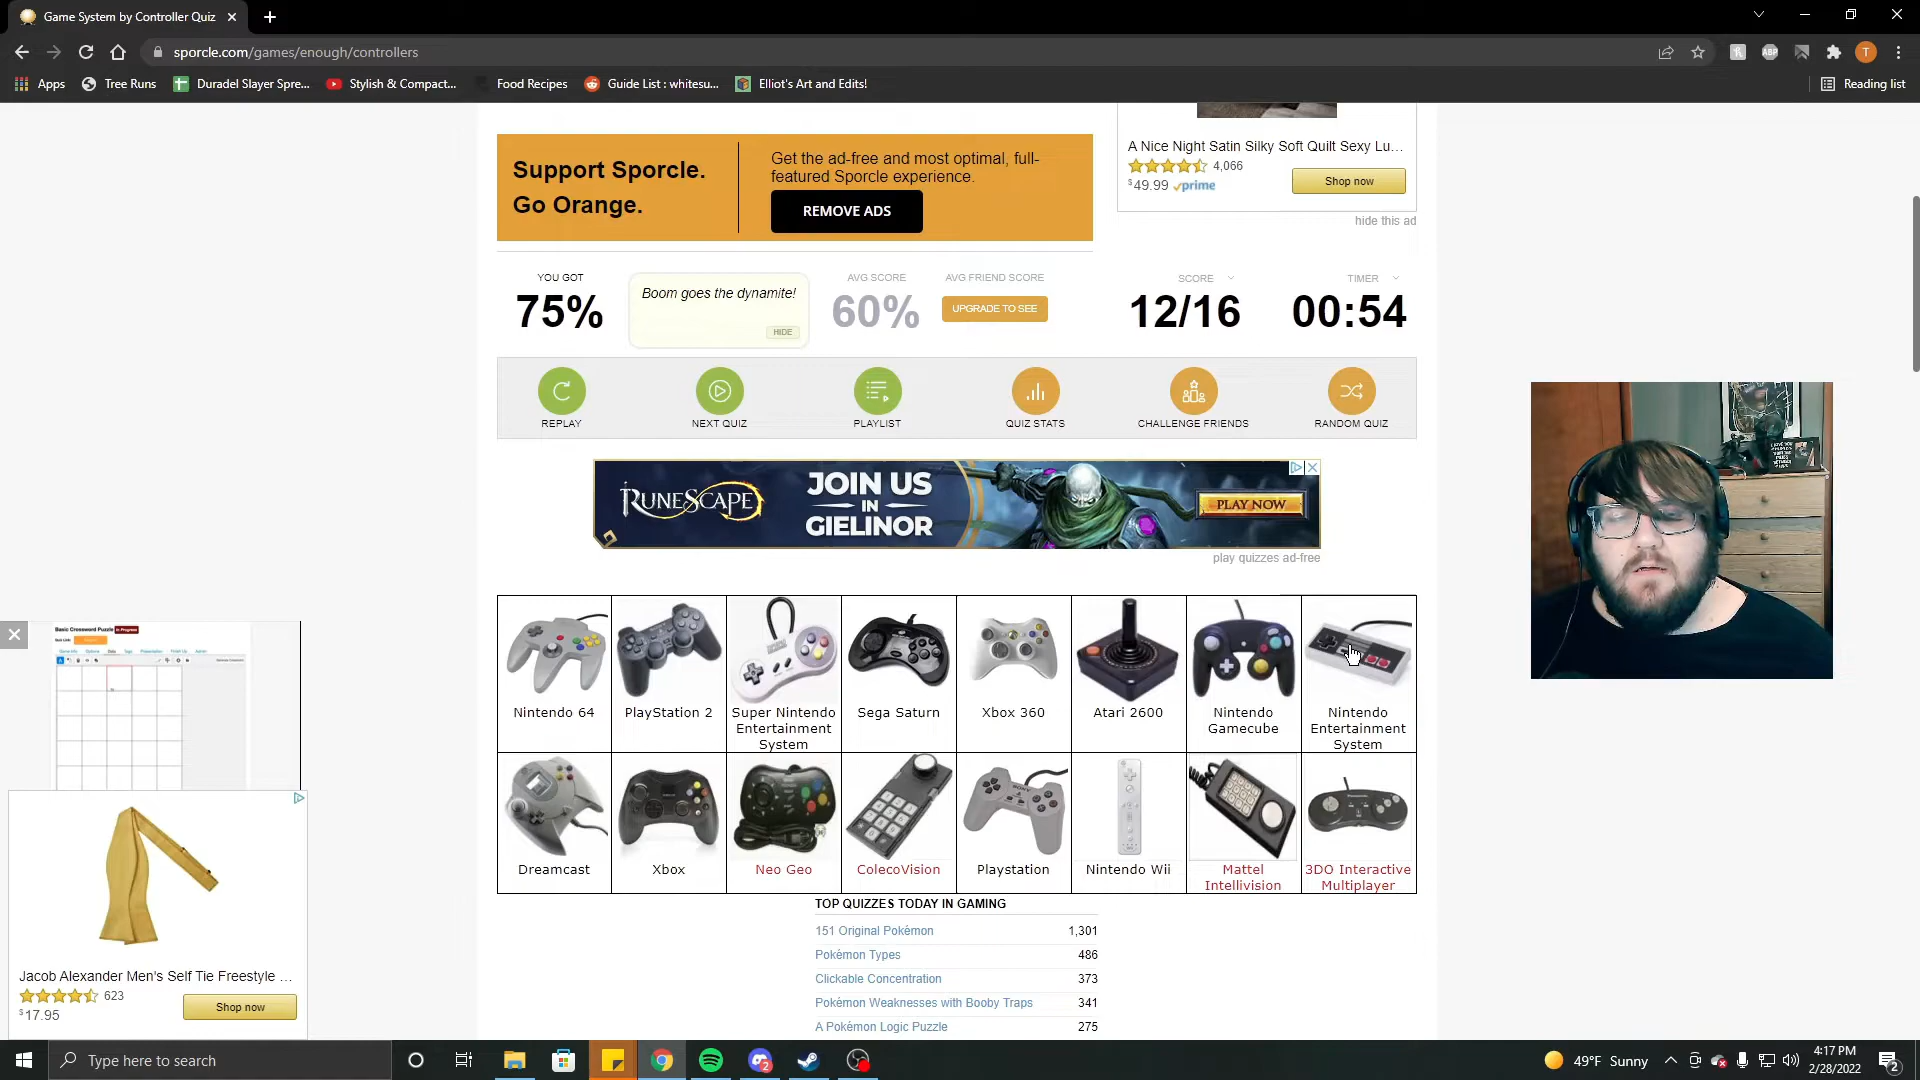 Game System by Controller Quiz
sporcle.com/games/enough/controllers
ABP
T
Apps
Tree Runs
Duradel Slayer Spre...
Stylish & Compact...
Food Recipes
Guide List : whitesu...
Elliot's Art and Edits!
Reading list
Support Sporcle.
Go Orange.
Get the ad-free and most optimal, full-
featured Sporcle experience.
REMOVE ADS
A Nice Night Satin Silky Soft Quilt Sexy Lu...
4,066
$49.99 prime
Shop now
hide this ad
YOU GOT
75%
Boom goes the dynamite!
HIDE
AVG SCORE
60%
AVG FRIEND SCORE
UPGRADE TO SEE
SCORE
12/16
TIMER
00:54
REPLAY
NEXT QUIZ
PLAYLIST
QUIZ STATS
CHALLENGE FRIENDS
RANDOM QUIZ
RUNESCAPE
JOIN US
IN
GIELINOR
PLAY NOW
play quizzes ad-free
Nintendo 64
PlayStation 2
Super Nintendo
Entertainment
System
Sega Saturn
Xbox 360
Atari 2600
Nintendo
Gamecube
Nintendo
Entertainment
System
Dreamcast
Xbox
Neo Geo
ColecoVision
Playstation
Nintendo Wii
Mattel
Intellivision
3DO Interactive
Multiplayer
TOP QUIZZES TODAY IN GAMING
151 Original Pokémon 1,301
Pokémon Types 486
Clickable Concentration 373
Pokémon Weaknesses with Booby Traps 341
A Pokémon Logic Puzzle 275
Basic Crossword Puzzle In Progress
Jacob Alexander Men's Self Tie Freestyle ...
623
$17.95
Shop now
Type here to search
2
49°F Sunny
4:17 PM
2/28/2022
2